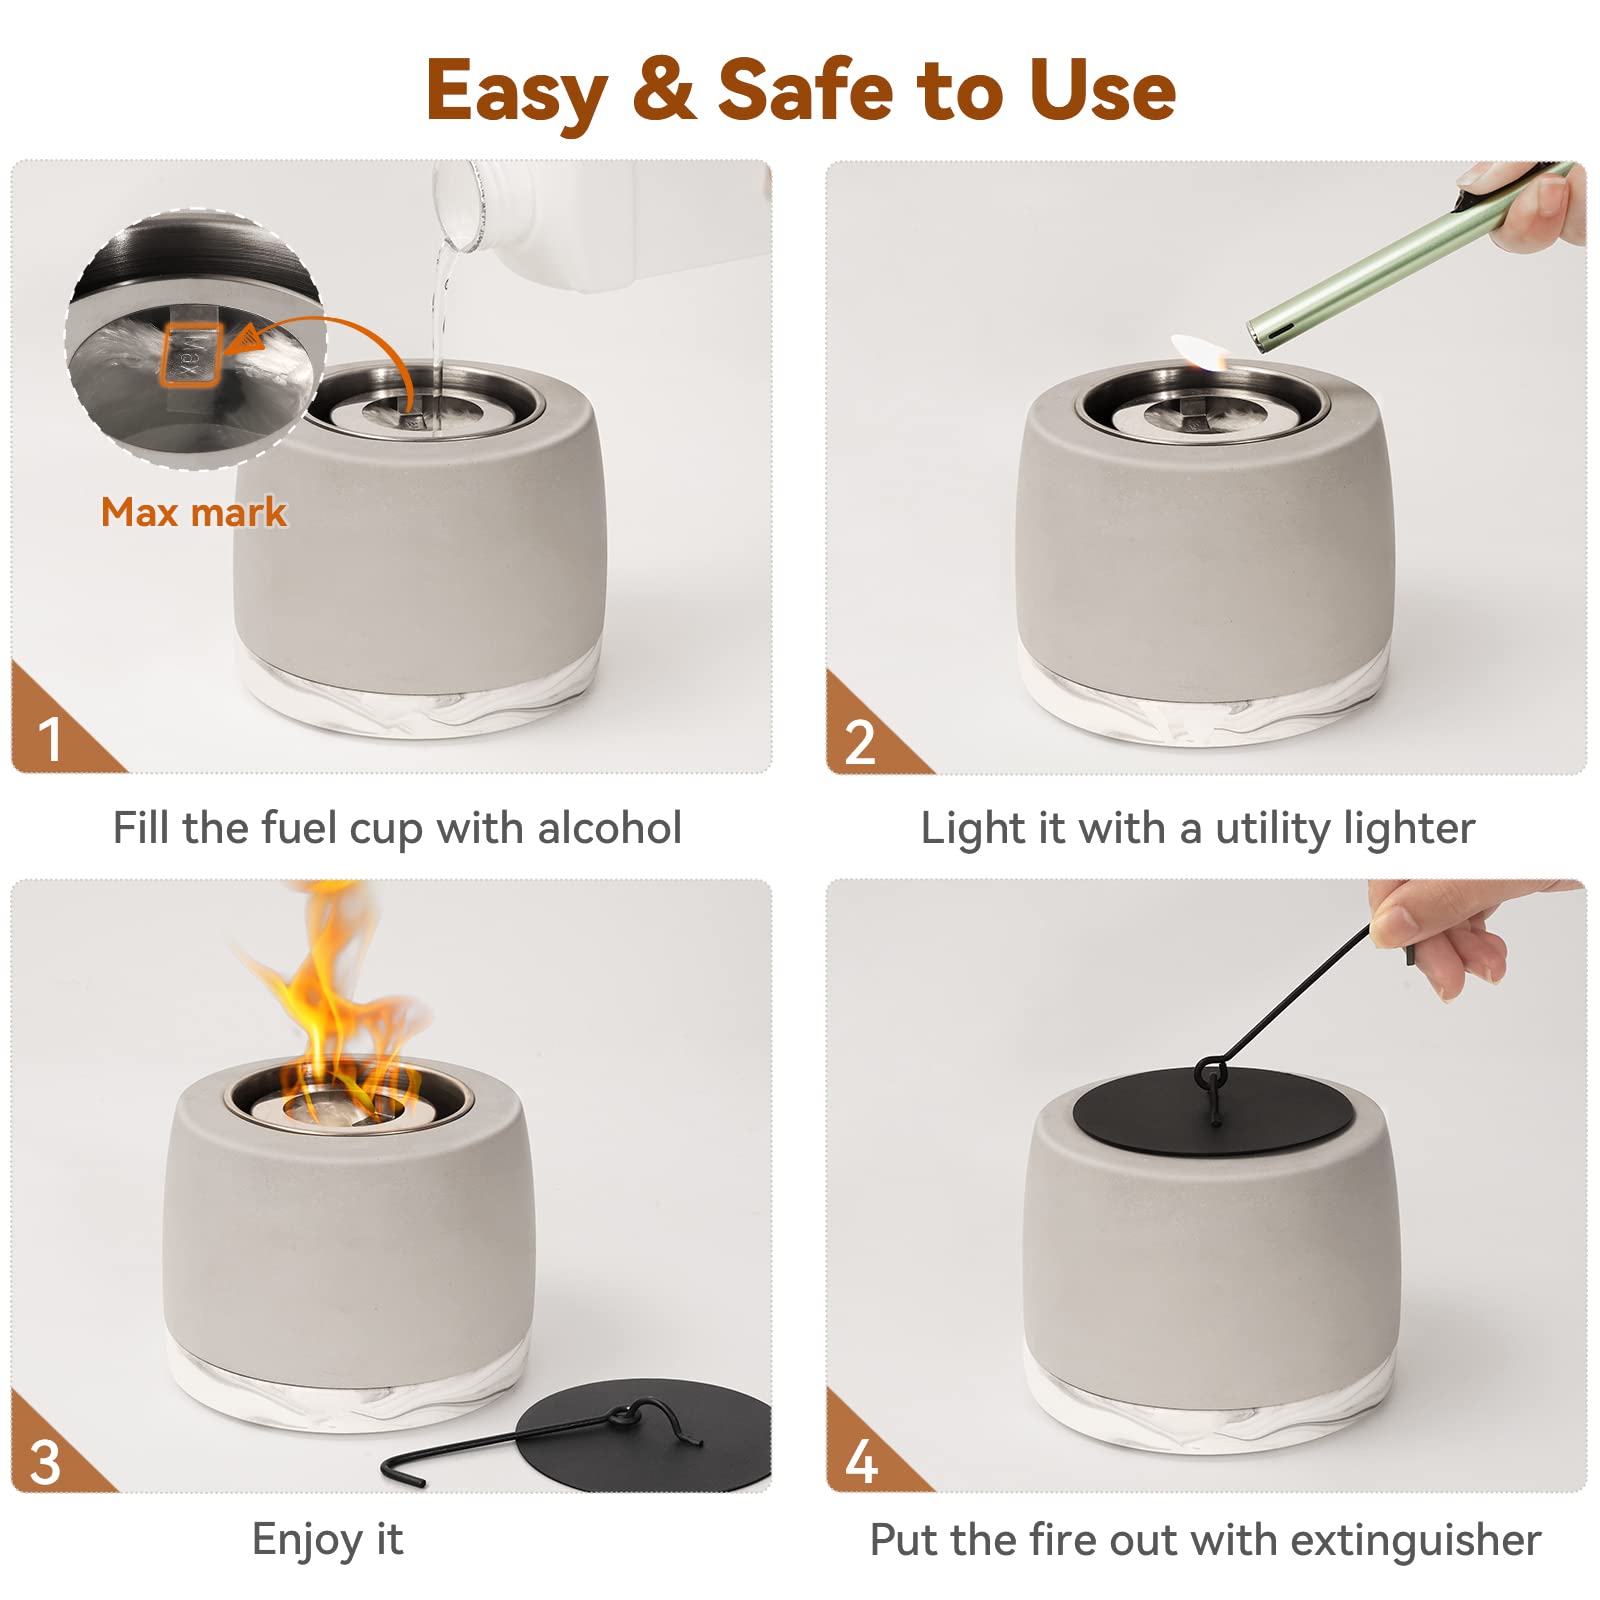 Easy & Safe to Use
Max
Max mark
1
2
Fill the fuel cup with alcohol
Light it with a utility lighter
3
4
Enjoy it
Put the fire out with extinguisher